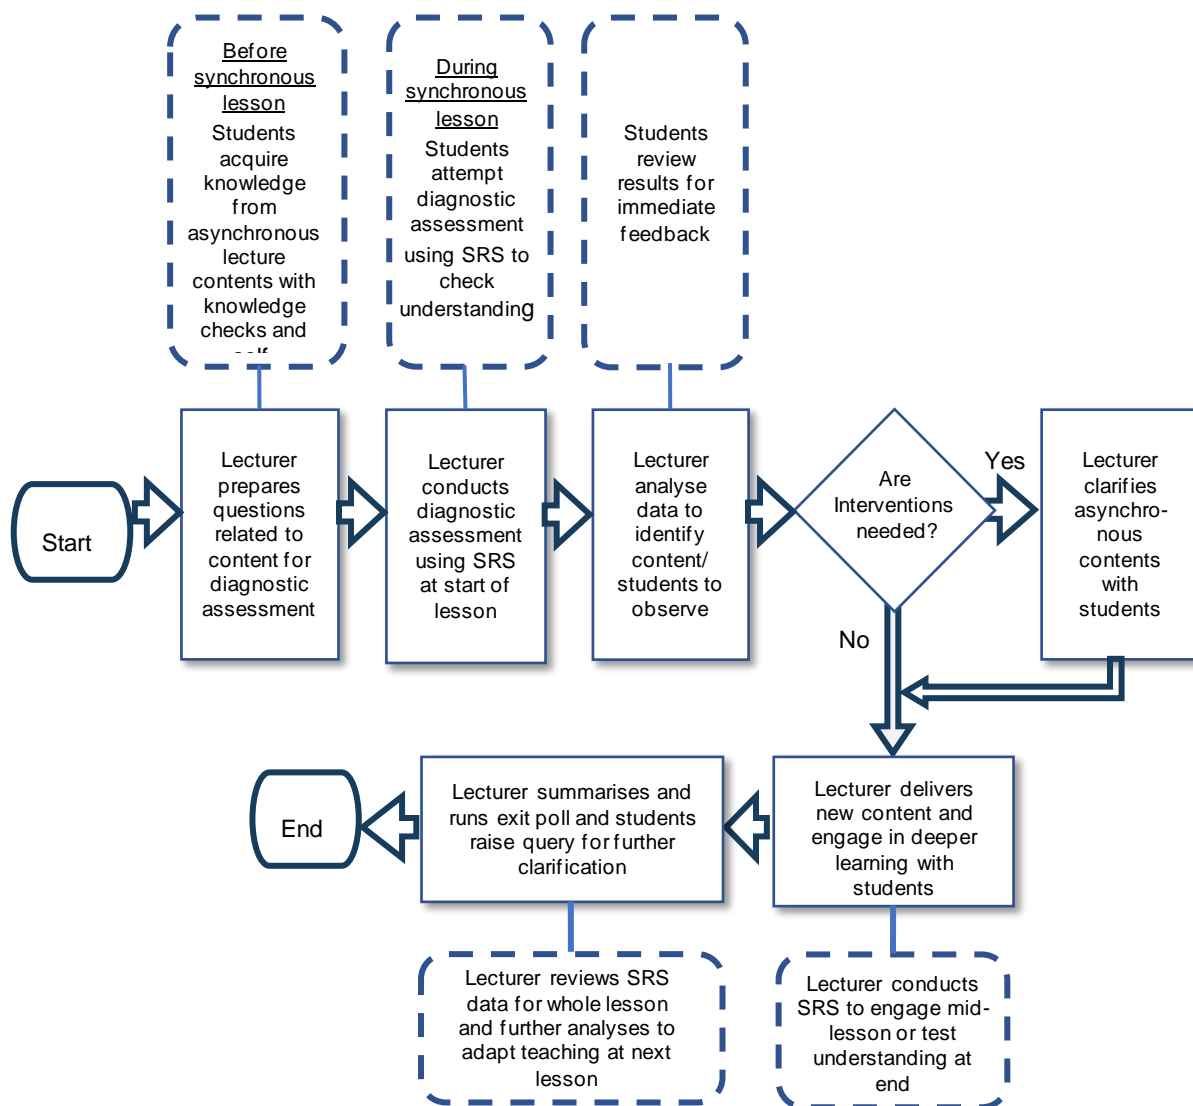 Before
synchronous
lesson
Students
acquire
knowledge
from
asynchronous
lecture
contents with
knowledge
checks and
During
synchronous
lesson
Students
attempt
diagnostic
assessment
using SRS to
check
understanding
Students
review
results for
immediate
feedback
Start
Lecturer
prepares
questions
related to
content for
diagnostic
assessment
Lecturer
conducts
diagnostic
assessment
using SRS
at start of
lesson
Lecturer
analyse
data to
identify
content/
students to
observe
Are
Interventions
needed?
Yes
No
Lecturer
clarifies
asynchro-
nous
contents
with
students
Lecturer delivers
new content and
engage in deeper
learning with
students
Lecturer summarises and
runs exit poll and students
raise query for further
clarification
End
Lecturer reviews SRS
data for whole lesson
and further analyses to
adapt teaching at next
lesson
Lecturer conducts
SRS to engage mid-
lesson or test
understanding at
end